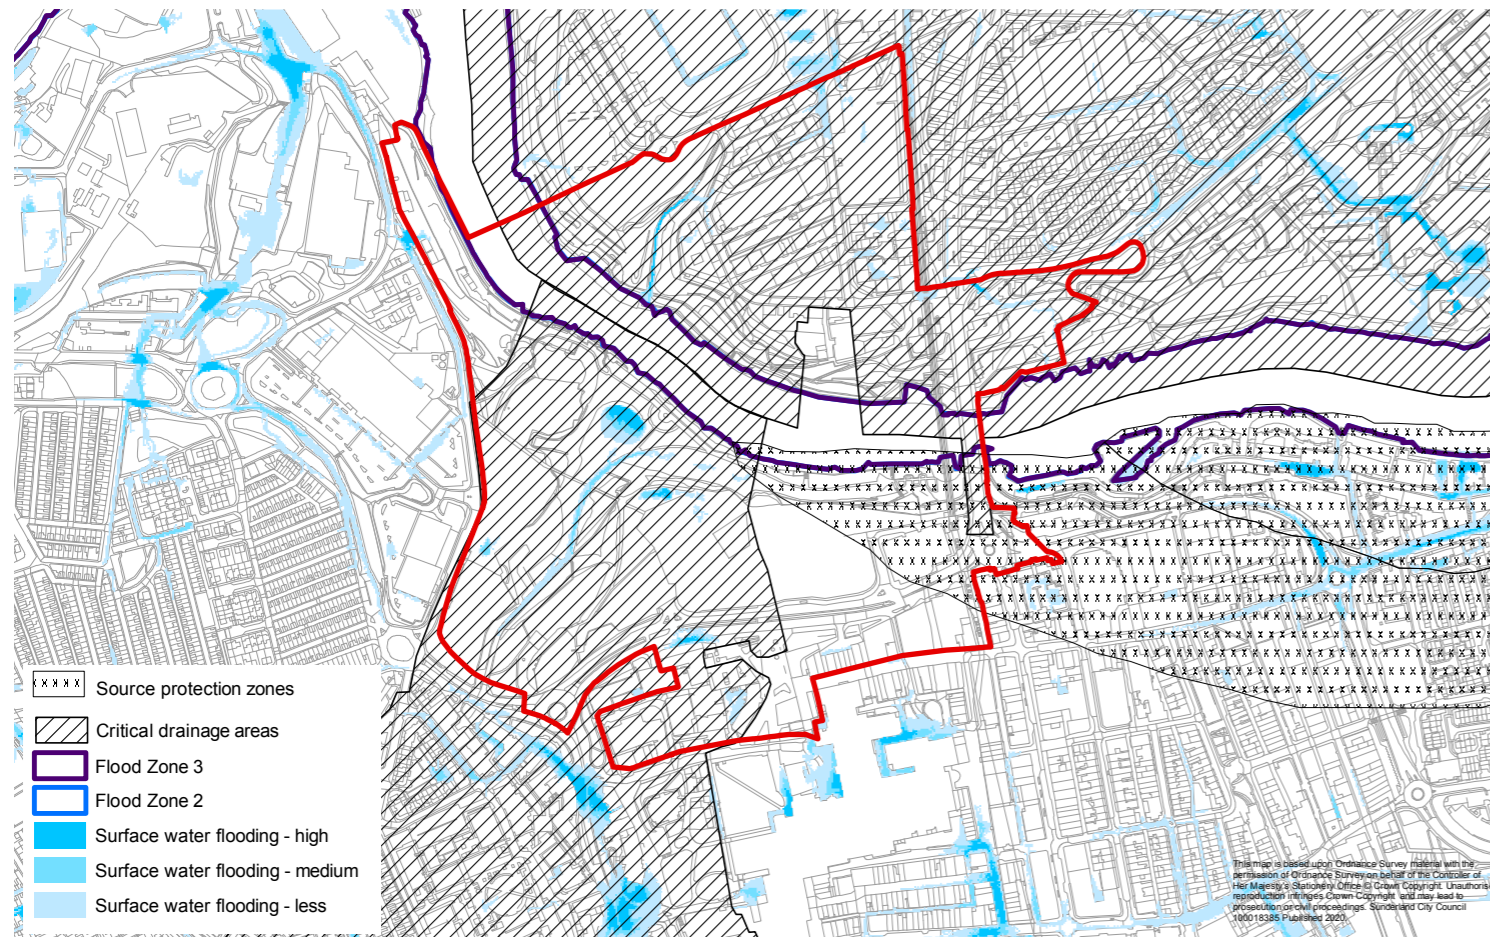 Source protection zones
Critical drainage areas
Flood Zone 3
Flood Zone 2
Surface water flooding - high
Surface water flooding - medium
Surface water flooding - less
This map is based upon Ordnance Survey material with the
permission of Ordnance Survey on behalf of the Controller of
Her Majesty's Stationery Office © Crown Copyright. Unauthoris
reproduction infringes Crown Copyright and may lead to
prosecution or civil proceedings. Sunderland City Council
100018385 Published 2020.